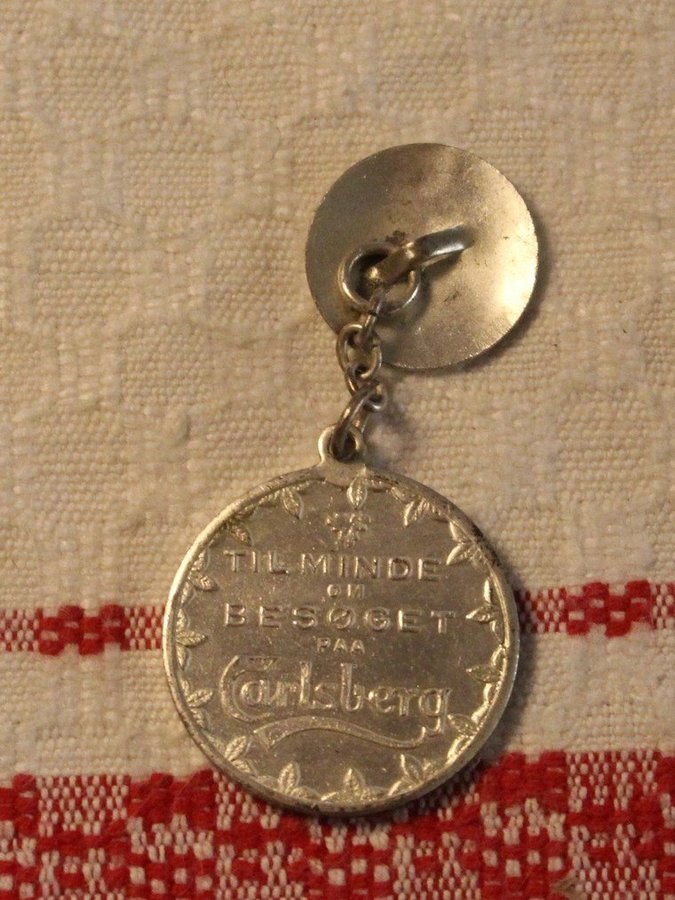 TIL MINDE
OM
BESØGET
PAA
Carlsberg